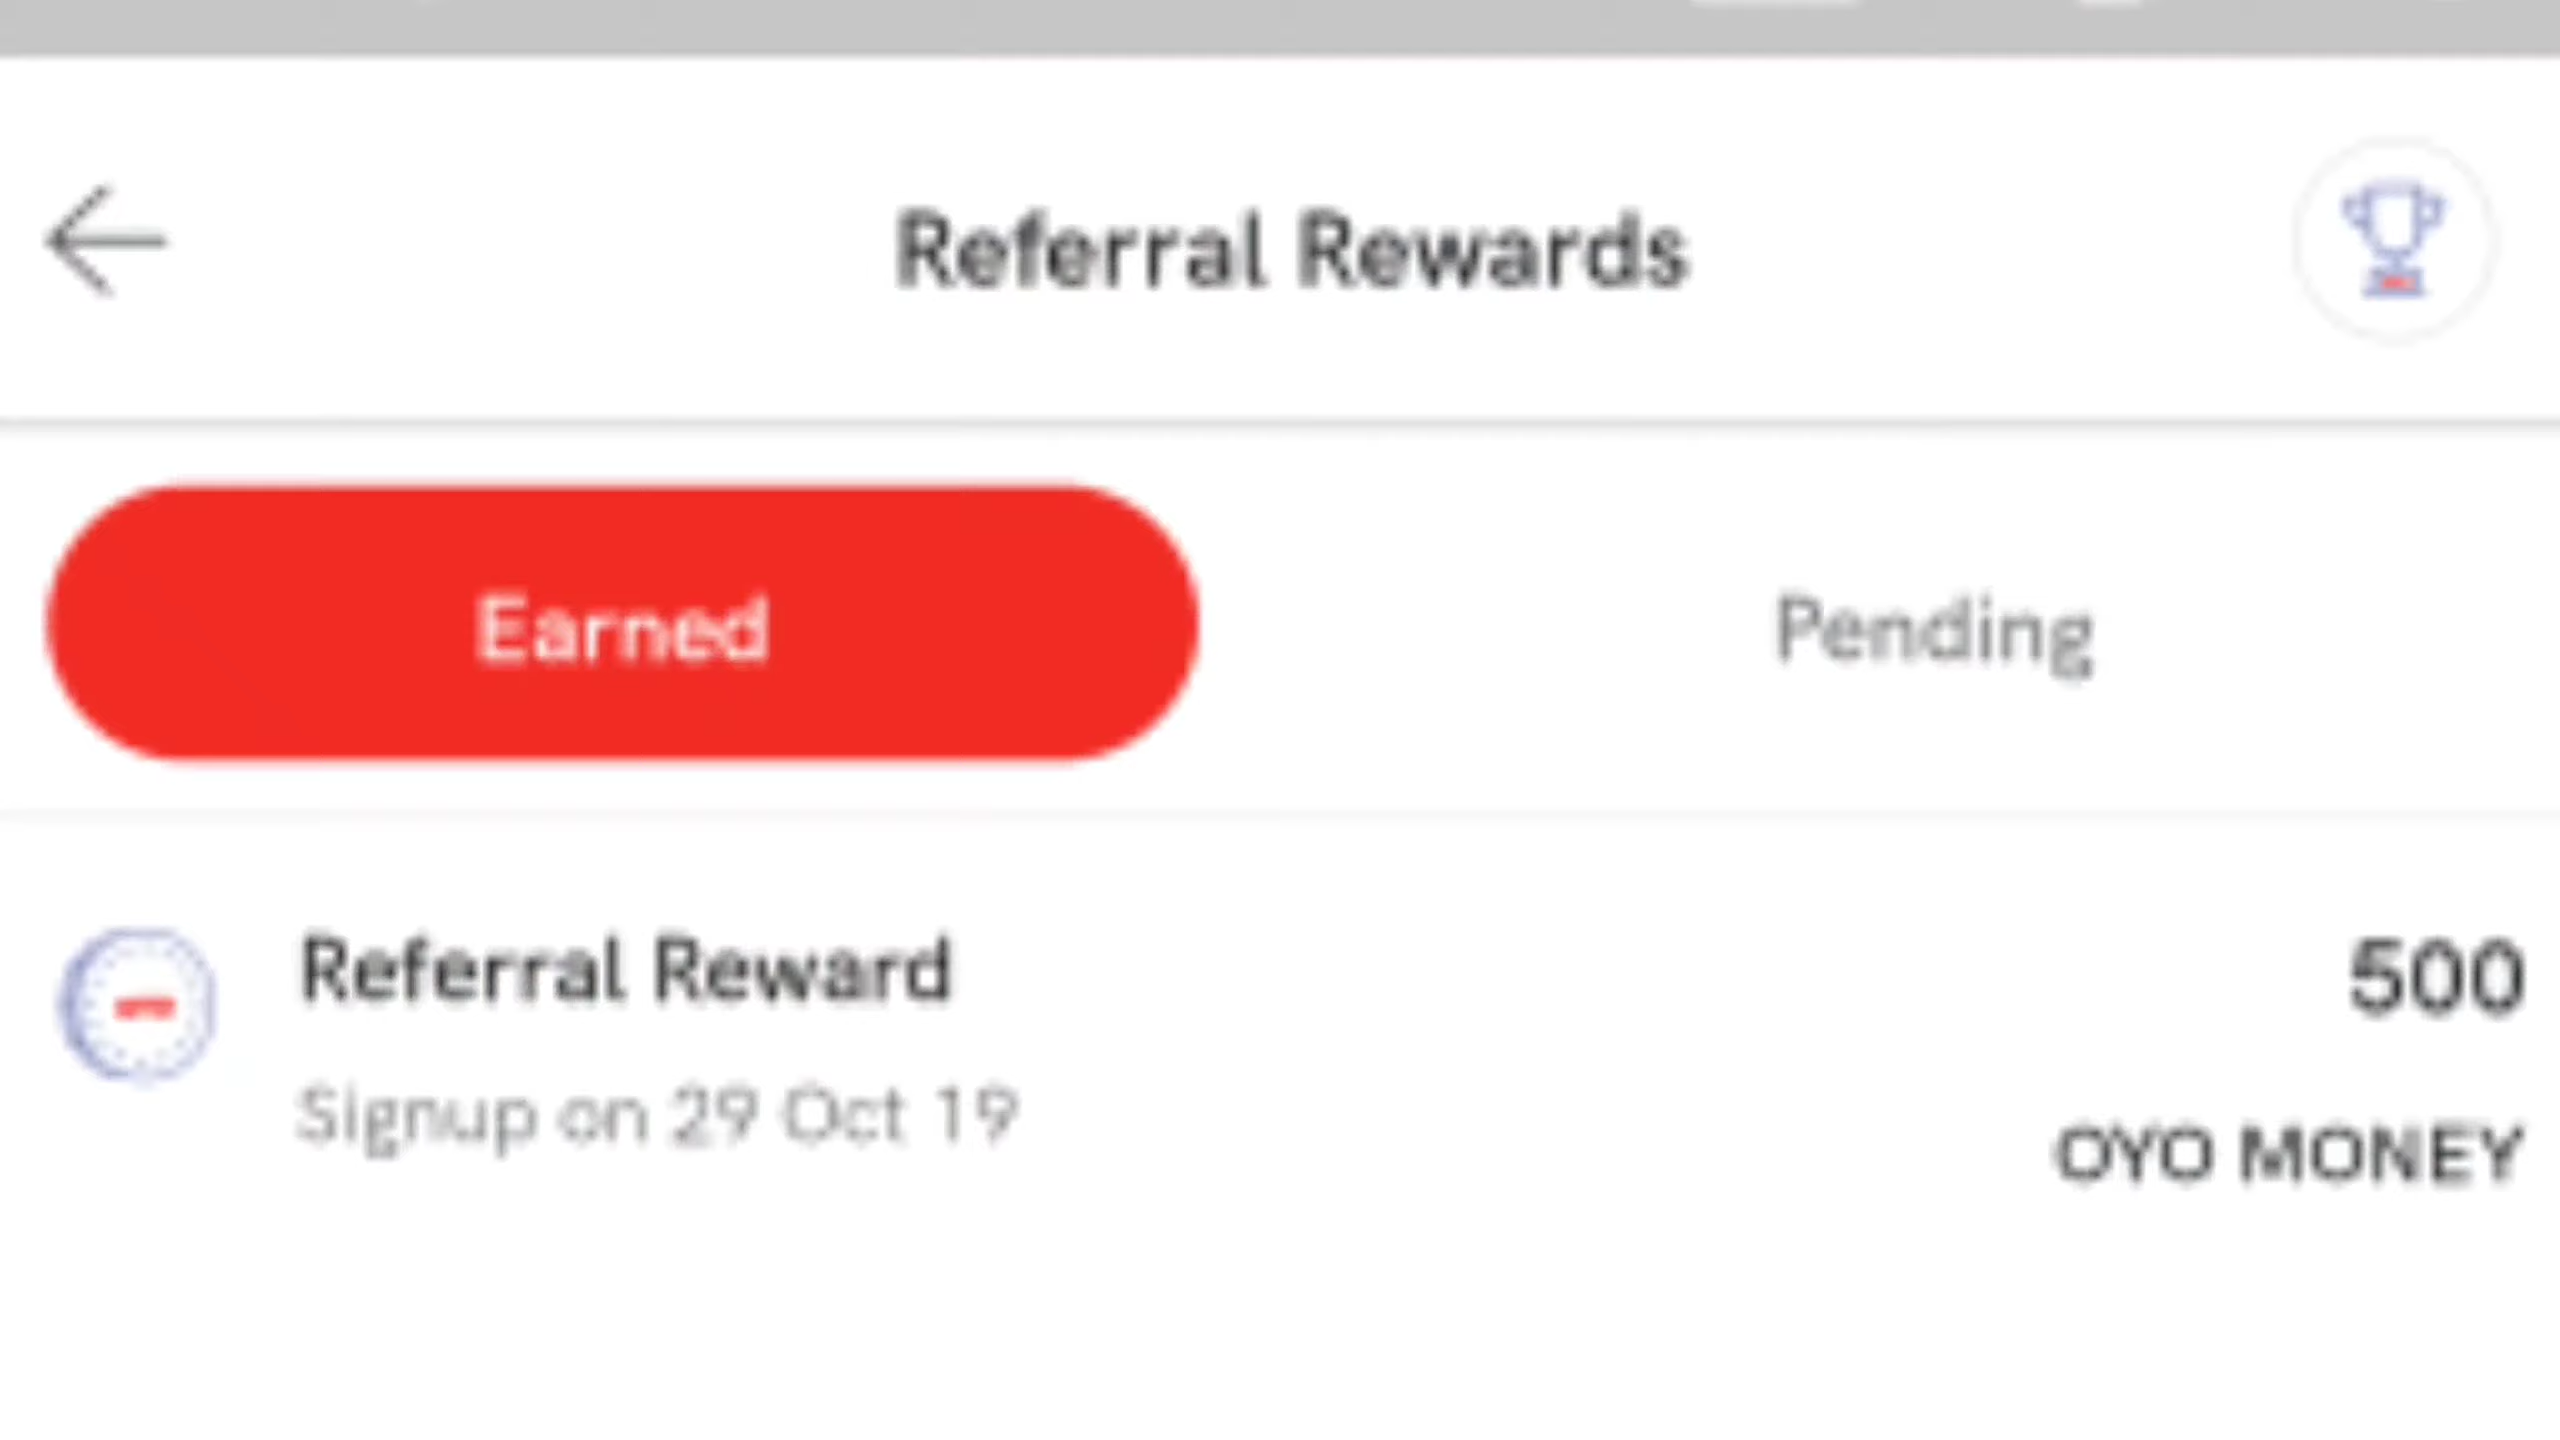 Referral Rewards
Earned
Pending
Referral Reward
500
Signup on 29 Oct 19
OYO MONEY